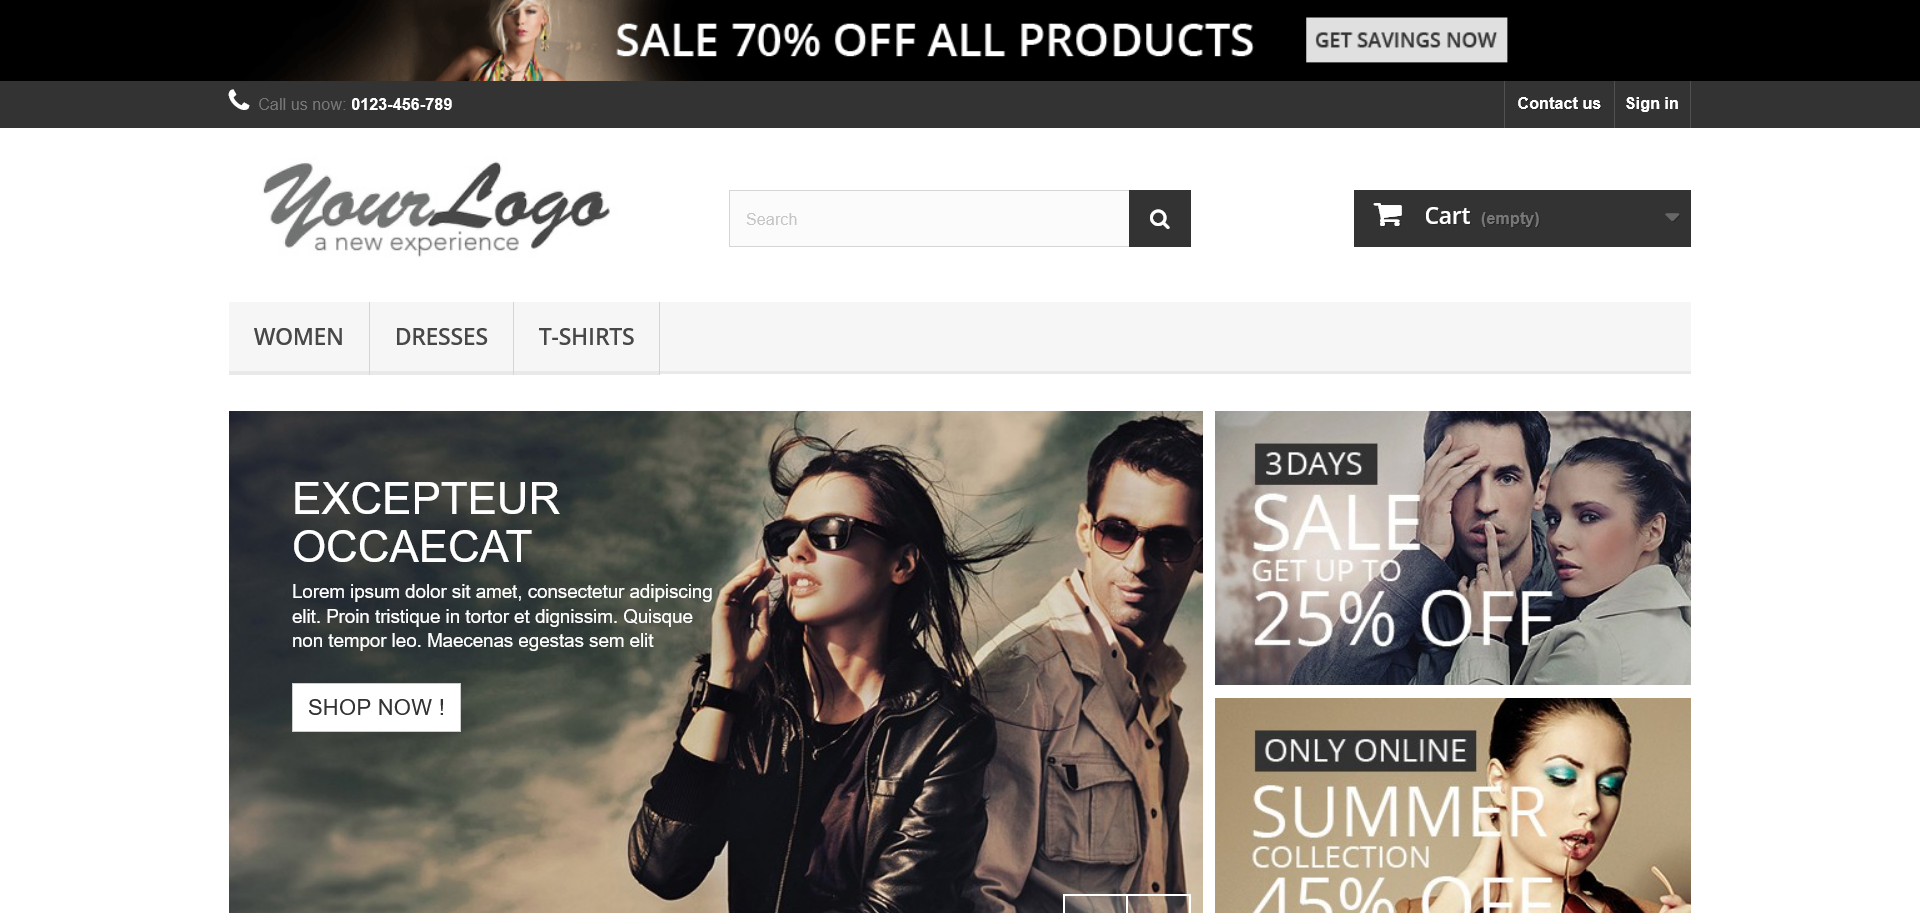 SALE 70% OFF ALL PRODUCTS GET SAVINGS NOW
Call us now: 0123-456-789 Contact us Sign in
YourLogo
a new experience
Search
Cart (empty)
WOMEN DRESSES T-SHIRTS
EXCEPTEUR
OCCAECAT
Lorem ipsum dolor sit amet, consectetur adipiscing
elit. Proin tristique in tortor et dignissim. Quisque
non tempor leo. Maecenas egestas sem elit
SHOP NOW !
3 DAYS
SALE
GET UP TO
25% OFF
ONLY ONLINE
SUMMER
COLLECTION
45% OFF